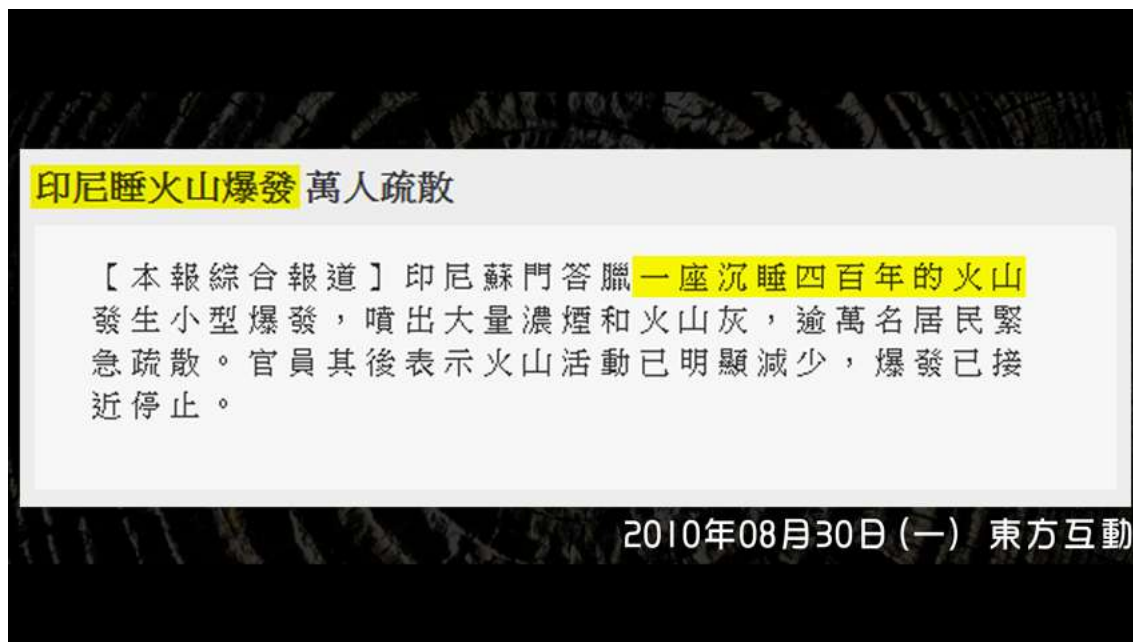 印尼睡火山爆發 萬人疏散
【本報綜合報道】印尼蘇門答臘一座沉睡四百年的火山
發生小型爆發，噴出大量濃煙和火山灰，逾萬名居民緊
急疏散。官員其後表示火山活動已明顯減少，爆發已接
近停止。
2010年08月30日(一) 東方互動